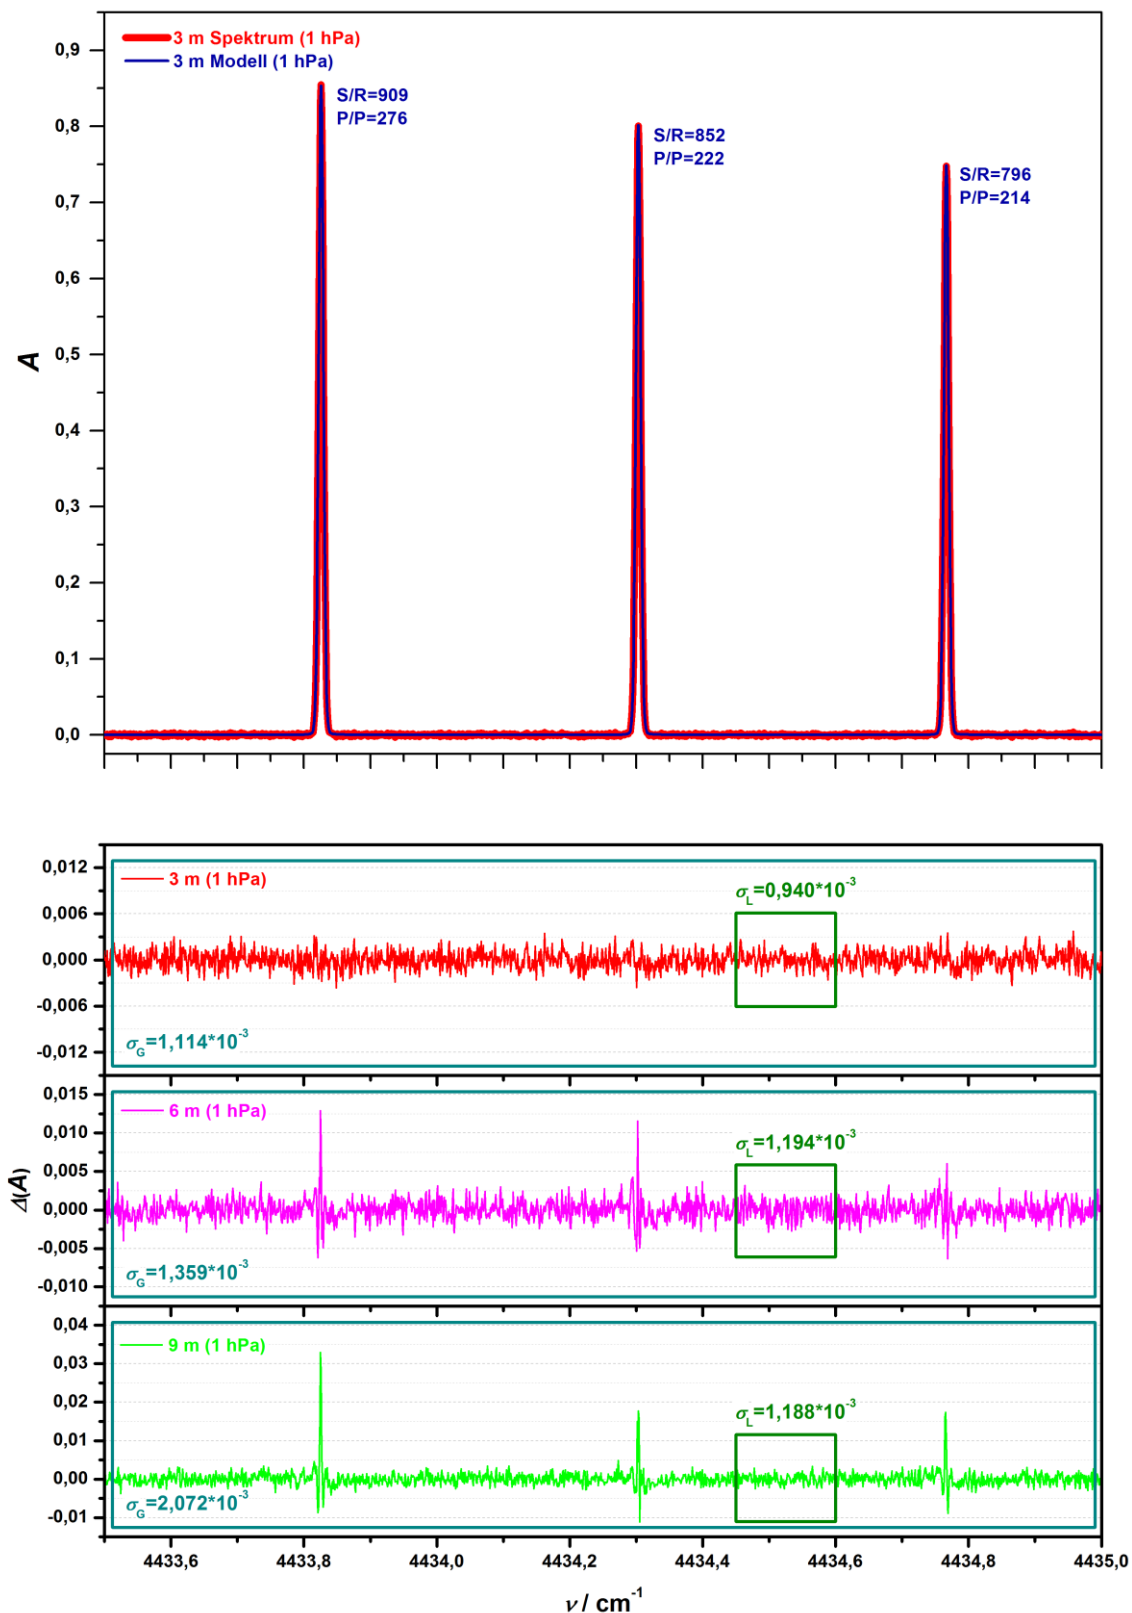 0,9
0,8
0,7
0,6
0,5
0,4
0,3
0,2
0,1
0,0
A
3 m Spektrum (1 hPa)
3 m Modell (1 hPa)
S/R=909
P/P=276
S/R=852
P/P=222
S/R=796
P/P=214
0,012
0,006
0,000
-0,006
-0,012
3 m (1 hPa)
σL=0,940*10-3
σG=1,114*10-3
0,015
0,010
0,005
0,000
-0,005
-0,010
Δ(A)
6 m (1 hPa)
σL=1,194*10-3
σG=1,359*10-3
0,04
0,03
0,02
0,01
0,00
-0,01
9 m (1 hPa)
σL=1,188*10-3
σG=2,072*10-3
4433,6 4433,8 4434,0 4434,2 4434,4 4434,6 4434,8 4435,0
ν / cm-1